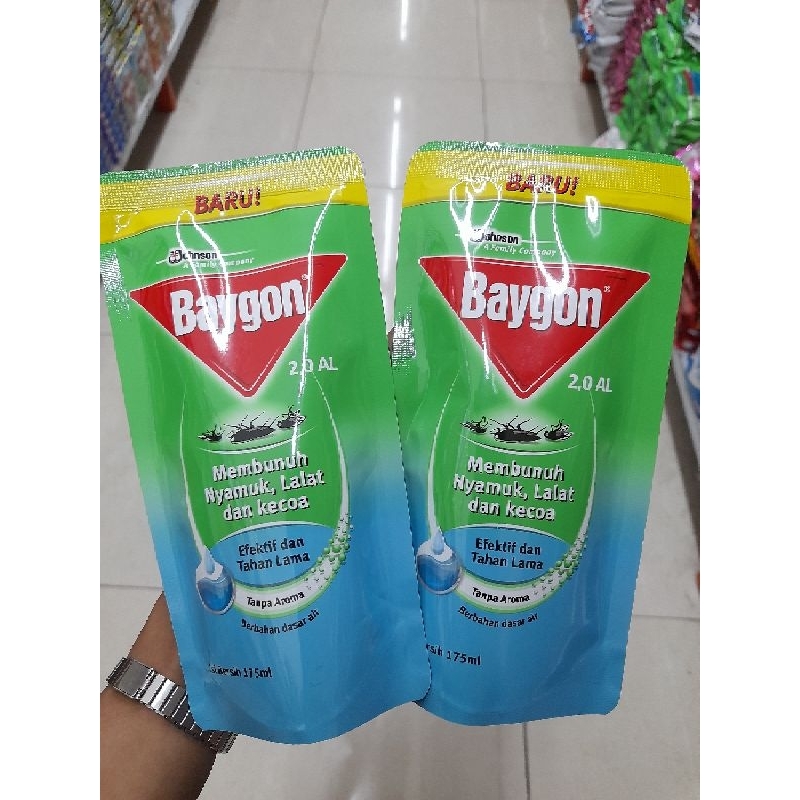 BARU!
Johnson
A Family Company
Baygon®
2,0 AL
Membunuh
Nyamuk, Lalat
dan kecoa
Efektif dan
Tahan Lama
Tanpa Aroma
Berbahan dasar air
175ml
BARU!
Johnson
A Family Company
Baygon®
2,0 AL
Membunuh
Nyamuk, Lalat
dan kecoa
Efektif dan
Tahan Lama
Tanpa Aroma
Berbahan dasar air
175ml